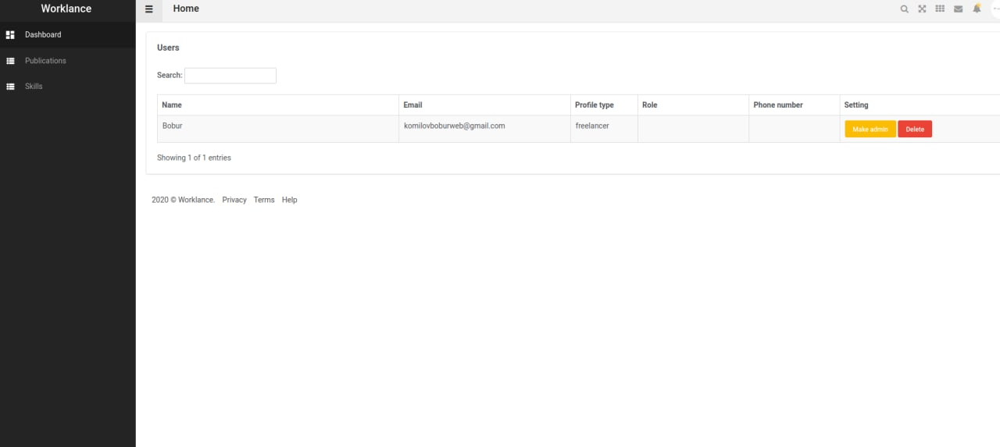 Worklance
Home
Dashboard
Publications
Skills
Users
Search:
Name Email Profile type Role Phone number Setting
Bobur komilovboburweb@gmail.com freelancer Make admin Delete
Showing 1 of 1 entries
2020 © Worklance. Privacy Terms Help